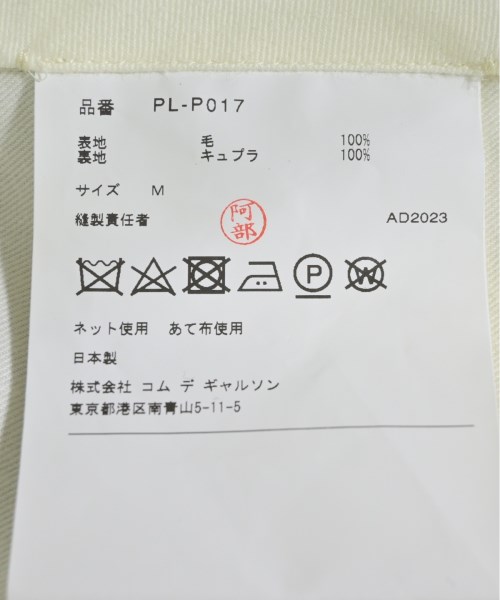 品番 PL-P017
表地 毛 100%
裏地 キュプラ 100%
サイズ M
縫製責任者 阿部 AD2023
P W
ネット使用 あて布使用
日本製
株式会社 コム デ ギャルソン
東京都港区南青山5-11-5